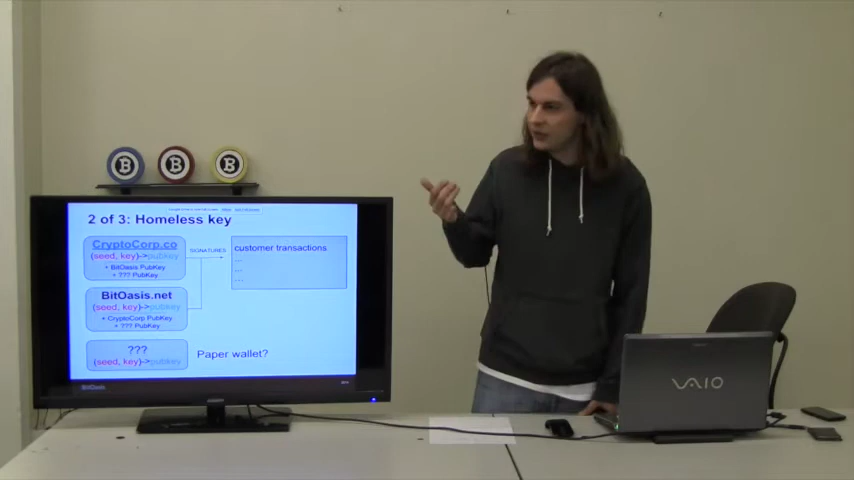 2 of 3: Homeless key
CryptoCorp.co
(seed, key)->pubkey
+ BitOasis PubKey
+ ??? PubKey
SIGNATURES
customer transactions
...
...
...
BitOasis.net
(seed, key)->pubkey
+ CryptoCorp PubKey
+ ??? PubKey
???
(seed, key)->pubkey
Paper wallet?
BitOasis
VAIO